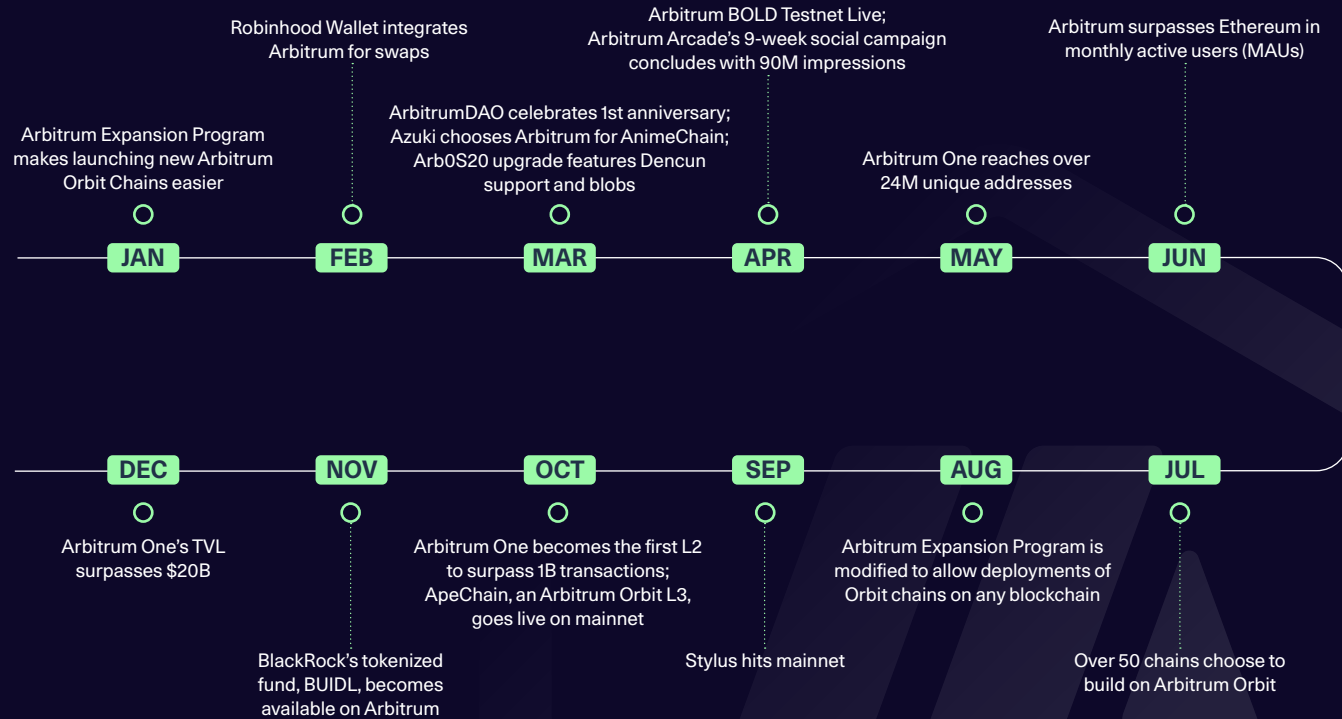 Arbitrum Expansion Program
makes launching new Arbitrum
Orbit Chains easier
JAN
Robinhood Wallet integrates
Arbitrum for swaps
FEB
ArbitrumDAO celebrates 1st anniversary;
Azuki chooses Arbitrum for AnimeChain;
Arb0S20 upgrade features Dencun
support and blobs
MAR
Arbitrum BOLD Testnet Live;
Arbitrum Arcade's 9-week social campaign
concludes with 90M impressions
APR
Arbitrum One reaches over
24M unique addresses
MAY
Arbitrum surpasses Ethereum in
monthly active users (MAUs)
JUN
JUL
Over 50 chains choose to
build on Arbitrum Orbit
AUG
Arbitrum Expansion Program is
modified to allow deployments of
Orbit chains on any blockchain
SEP
Stylus hits mainnet
OCT
Arbitrum One becomes the first L2
to surpass 1B transactions;
ApeChain, an Arbitrum Orbit L3,
goes live on mainnet
NOV
BlackRock's tokenized
fund, BUIDL, becomes
available on Arbitrum
DEC
Arbitrum One's TVL
surpasses $20B